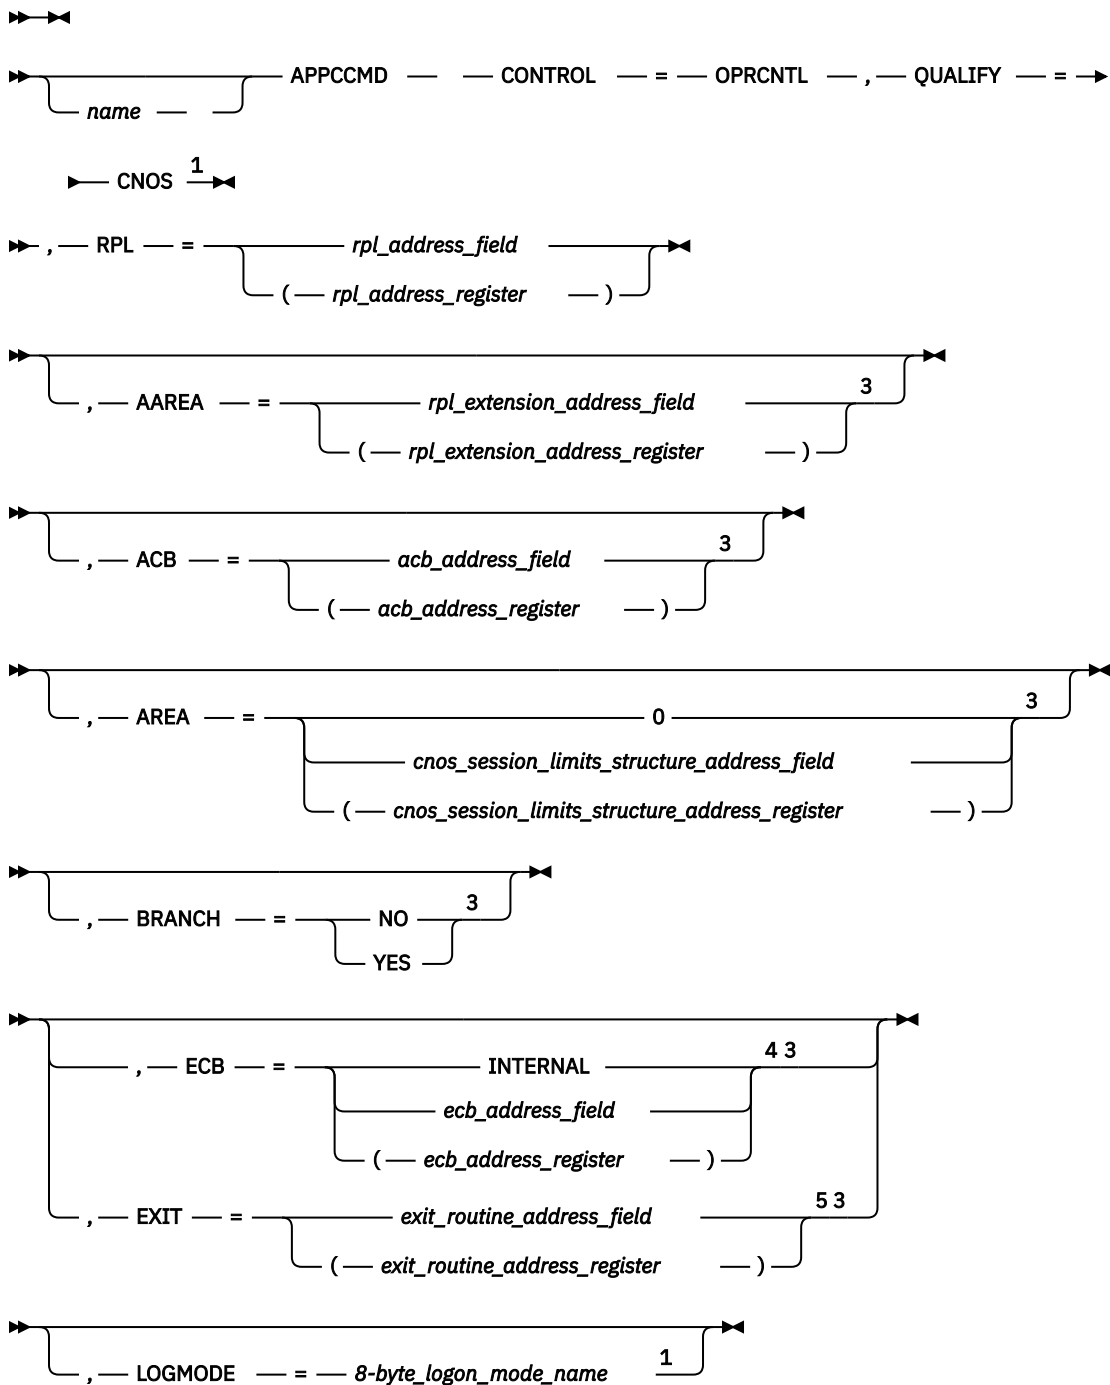 APPCCMD CONTROL = OPRCNTL , QUALIFY =
name
CNOS 1
, RPL = rpl_address_field
( rpl_address_register )
, AAREA = rpl_extension_address_field 3
( rpl_extension_address_register )
, ACB = acb_address_field 3
( acb_address_register )
, AREA = 0 3
cnos_session_limits_structure_address_field
( cnos_session_limits_structure_address_register )
, BRANCH = NO 3
YES
, ECB = INTERNAL 4 3
ecb_address_field
( ecb_address_register )
, EXIT = exit_routine_address_field 5 3
( exit_routine_address_register )
, LOGMODE = 8-byte_logon_mode_name 1